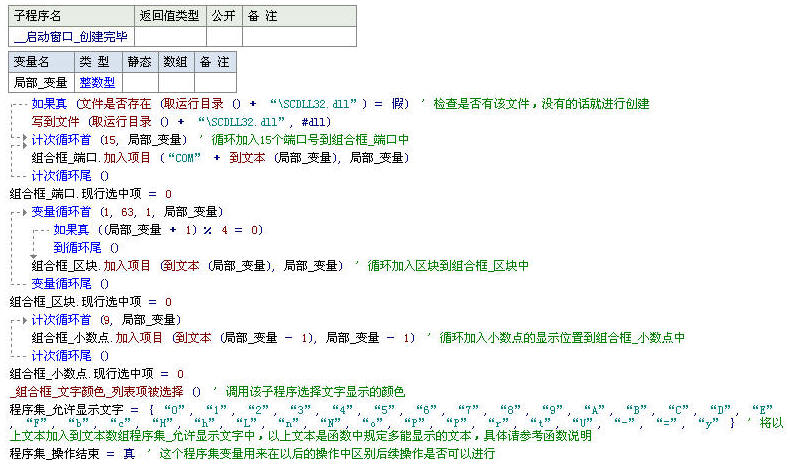 子程序名 返回值类型 公开 备 注
__启动窗口_创建完毕
变量名 类 型 静态 数组 备 注
局部_变量 整数型
如果真 (文件是否存在 (取运行目录 () + “\SCDLL32.dll”) = 假) ’ 检查是否有该文件，没有的话就进行创建
写到文件 (取运行目录 () + “\SCDLL32.dll”, #dll)
计次循环首 (15, 局部_变量) ’ 循环加入15个端口号到组合框_端口中
组合框_端口.加入项目 (“COM” + 到文本 (局部_变量), 局部_变量)
计次循环尾 ()
组合框_端口.现行选中项 = 0
变量循环首 (1, 63, 1, 局部_变量)
如果真 ((局部_变量 + 1) % 4 = 0)
到循环尾 ()
组合框_区块.加入项目 (到文本 (局部_变量), 局部_变量) ’ 循环加入区块到组合框_区块中
变量循环尾 ()
组合框_区块.现行选中项 = 0
计次循环首 (9, 局部_变量)
组合框_小数点.加入项目 (到文本 (局部_变量 - 1), 局部_变量 - 1) ’ 循环加入小数点的显示位置到组合框_小数点中
计次循环尾 ()
组合框_小数点.现行选中项 = 0
_组合框_文字颜色_列表项被选择 () ’ 调用该子程序选择文字显示的颜色
程序集_允许显示文字 = { “0”, “1”, “2”, “3”, “4”, “5”, “6”, “7”, “8”, “9”, “A”, “B”, “C”, “D”, “E”
, “F”, “b”, “c”, “H”, “h”, “L”, “n”, “N”, “o”, “P”, “P”, “r”, “t”, “U”, “-”, “=”, “y” } ’ 将以
上文本加入到文本数组程序集_允许显示文字中，以上文本是函数中规定多能显示的文本，具体请参考函数说明
程序集_操作结束 = 真 ’ 这个程序集变量用来在以后的操作中区别后续操作是否可以进行